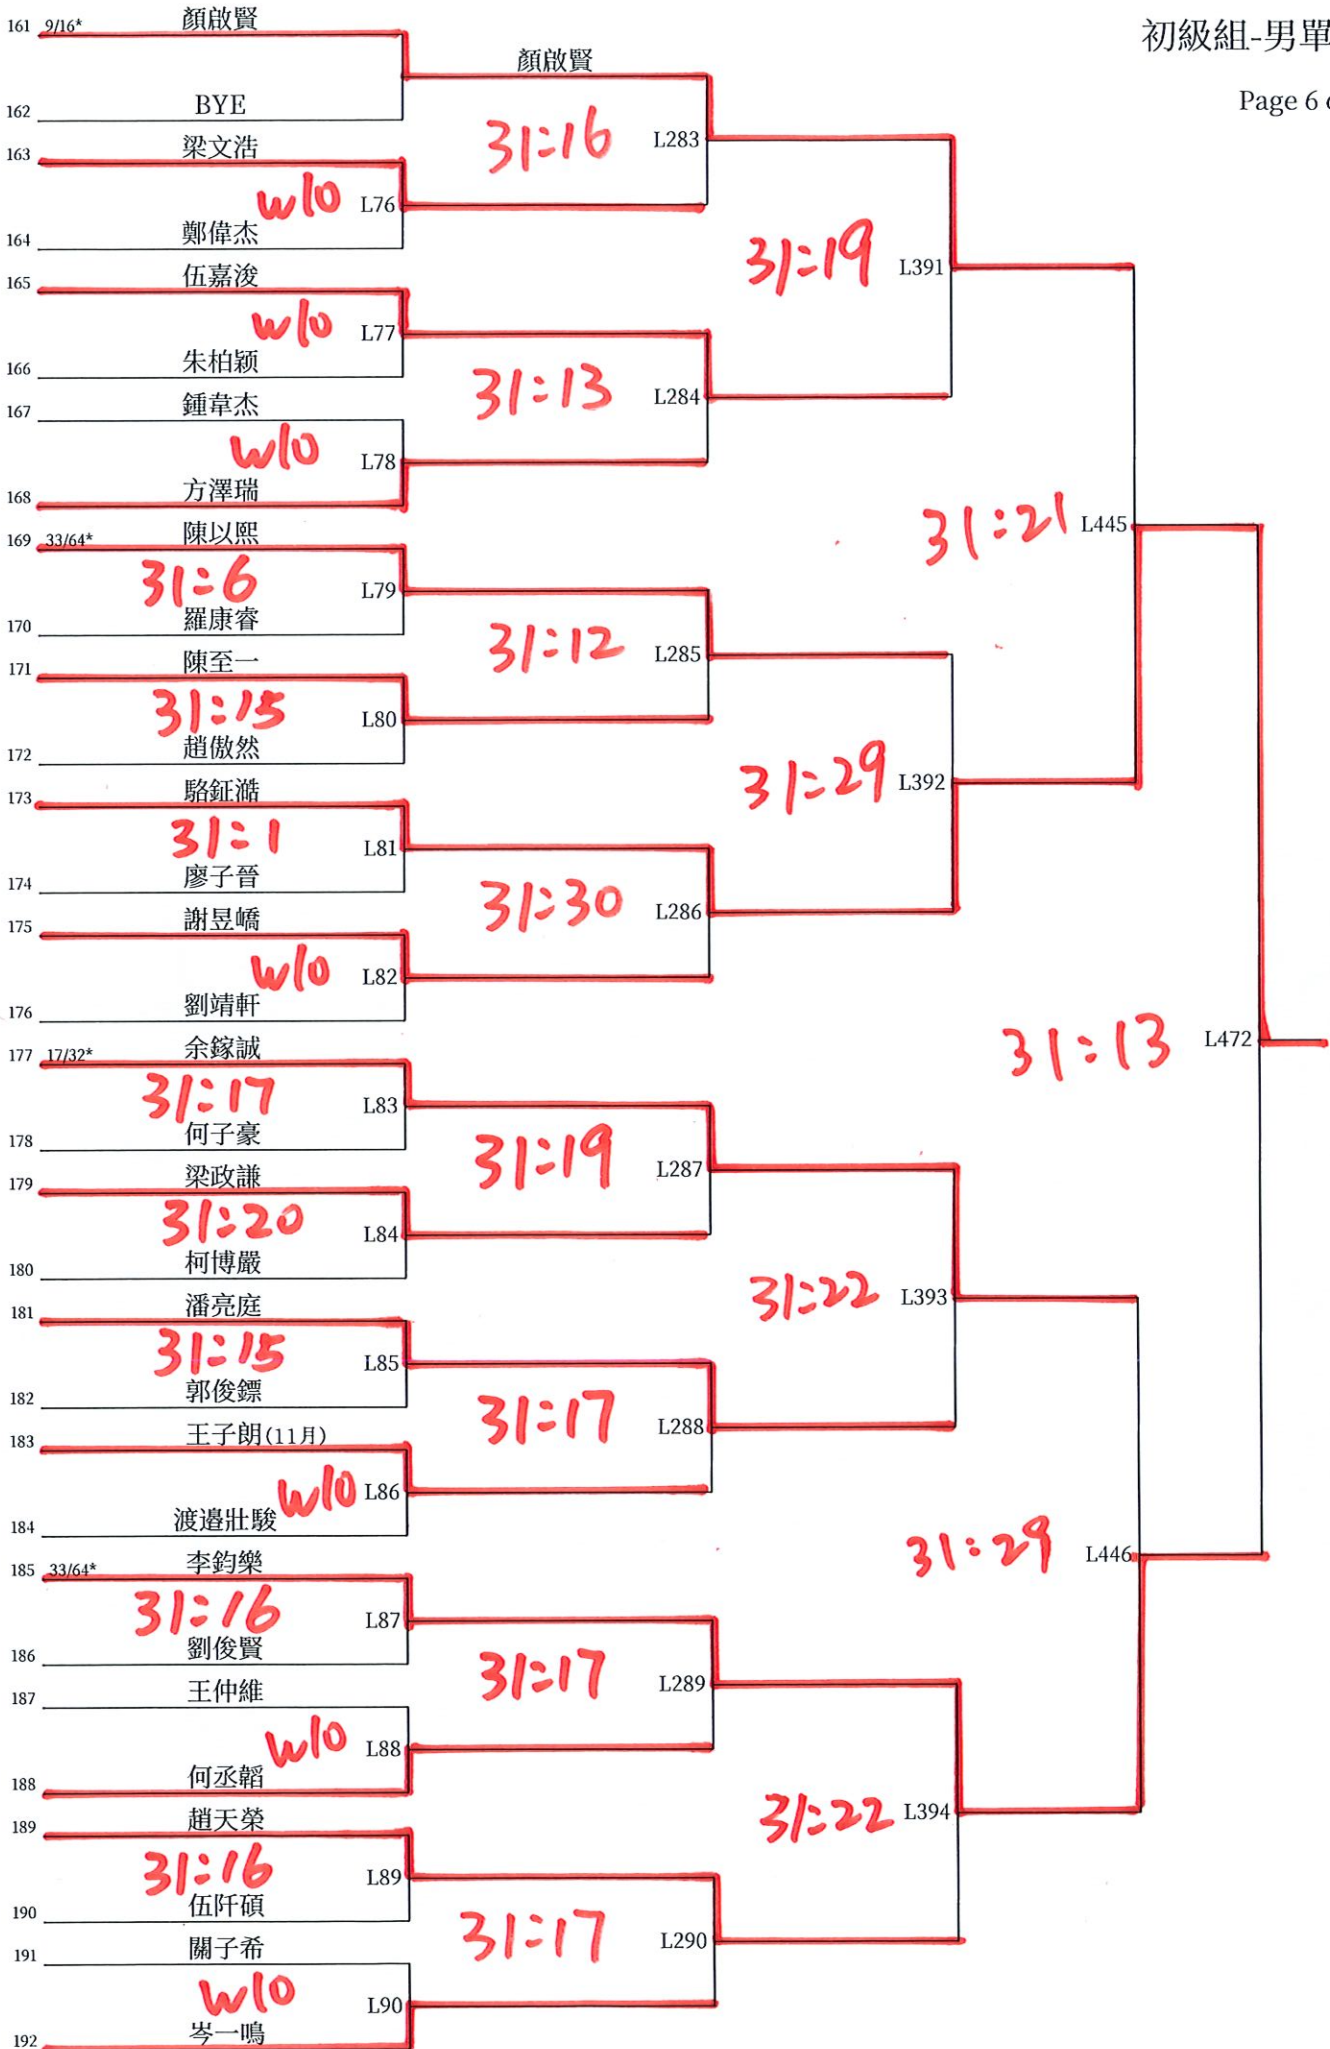 初級組-男單
Page 6
161 9/16* 顏啟賢
顏啟賢
162 BYE
31:16 L283
163 梁文浩
w/o L76
164 鄭偉杰
31:19 L391
165 伍嘉浚
w/o L77
166 朱柏颖
31:13 L284
167 鍾韋杰
w/o L78
168 方澤瑞
31:21 L445
169 33/64* 陳以熙
31:6 L79
170 羅康睿
31:12 L285
171 陳至一
31:15 L80
172 趙傲然
31:29 L392
173 駱鉦澔
31:1 L81
174 廖子晉
31:30 L286
175 謝昱嶠
w/o L82
176 劉靖軒
31:13 L472
177 17/32* 余鎵誠
31:17 L83
178 何子豪
31:19 L287
179 梁政謙
31:20 L84
180 柯博嚴
31:22 L393
181 潘亮庭
31:15 L85
182 郭俊鏢
31:17 L288
183 王子朗(11月)
w/o L86
184 渡邉壯駿
31:29 L446
185 33/64* 李鈞樂
31:16 L87
186 劉俊賢
31:17 L289
187 王仲維
w/o L88
188 何丞韜
31:22 L394
189 趙天榮
31:16 L89
190 伍阡碩
31:17 L290
191 關子希
w/o L90
192 岑一鳴